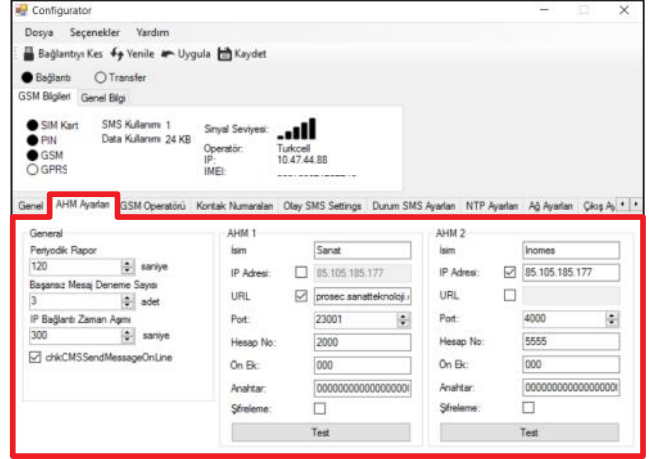 Configurator
Dosya Seçenekler Yardım
Bağlantıyı Kes Yenile Uygula Kaydet
Bağlantı Transfer
GSM Bilgileri Genel Bilgi
SIM Kart SMS Kullanımı 1 Sinyal Seviyesi:
PIN Data Kullanımı 24 KB
GSM Operatör: Turkcell
GPRS IP: 10.47.44.88
IMEI:
Genel AHM Ayarları GSM Operatörü Kontak Numaraları Olay SMS Settings Durum SMS Ayarları NTP Ayarları Ağ Ayarları Çıkış Ay
General
Periyodik Rapor
120 saniye
Başarısız Mesaj Deneme Sayısı
3 adet
IP Bağlantı Zaman Aşımı
300 saniye
chkCMSSendMessageOnLine
AHM 1
İsim Sanat
IP Adresi: 85.105.185.177
URL prosec.sanatteknoloji.
Port: 23001
Hesap No: 2000
Ön Ek: 000
Anahtar: 0000000000000000
Şifreleme:
Test
AHM 2
İsim Inomes
IP Adresi: 85.105.185.177
URL
Port: 4000
Hesap No: 5555
Ön Ek: 000
Anahtar: 0000000000000000
Şifreleme:
Test